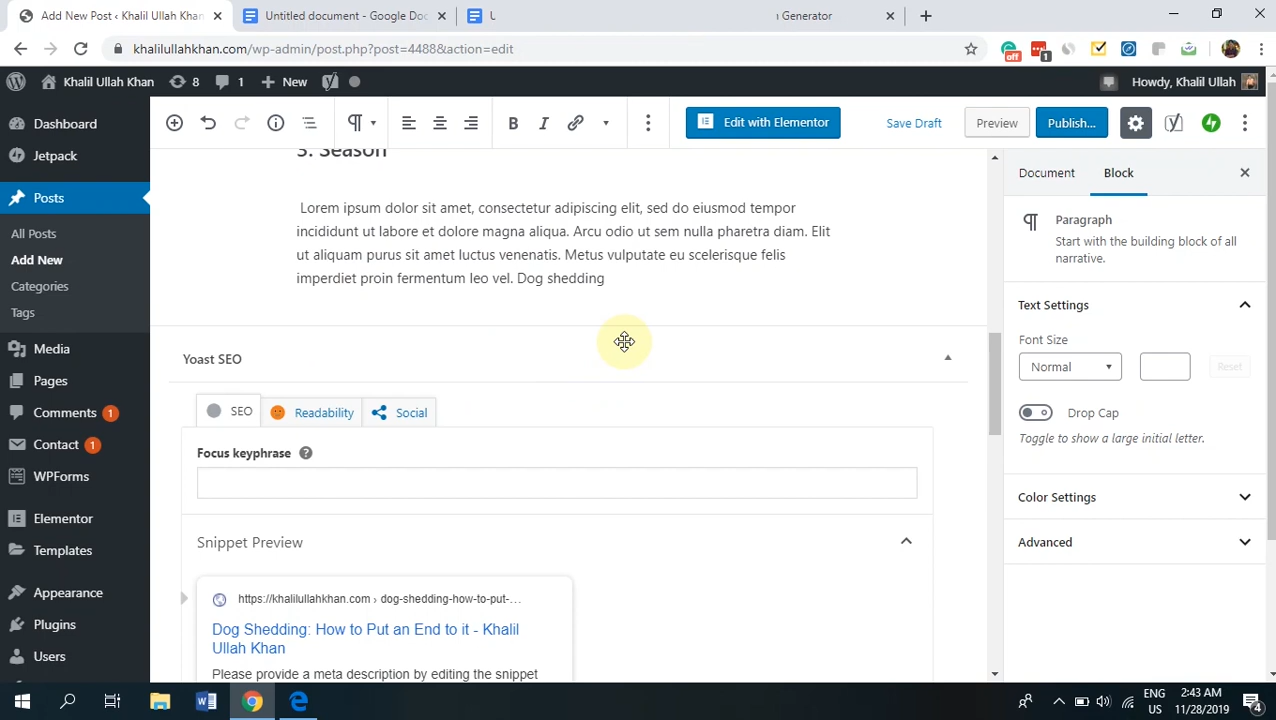 Add New Post ‹ Khalil Ullah Khan
Untitled document - Google Doc
n Generator
khalilullahkhan.com/wp-admin/post.php?post=4488&action=edit
off
1
Khalil Ullah Khan
8
1
New
Howdy, Khalil Ullah
Dashboard
Jetpack
Posts
All Posts
Add New
Categories
Tags
Media
Pages
Comments 1
Contact 1
WPForms
Elementor
Templates
Appearance
Plugins
Users
B
I
Edit with Elementor
Save Draft
Preview
Publish...
3. Season
Lorem ipsum dolor sit amet, consectetur adipiscing elit, sed do eiusmod tempor
incididunt ut labore et dolore magna aliqua. Arcu odio ut sem nulla pharetra diam. Elit
ut aliquam purus sit amet luctus venenatis. Metus vulputate eu scelerisque felis
imperdiet proin fermentum leo vel. Dog shedding
Yoast SEO
SEO
Readability
Social
Focus keyphrase
Snippet Preview
https://khalilullahkhan.com › dog-shedding-how-to-put-...
Dog Shedding: How to Put an End to it - Khalil
Ullah Khan
Please provide a meta description by editing the snippet
Document
Block
Paragraph
Start with the building block of all
narrative.
Text Settings
Font Size
Normal
Reset
Drop Cap
Toggle to show a large initial letter.
Color Settings
Advanced
ENG
US
2:43 AM
11/28/2019
4